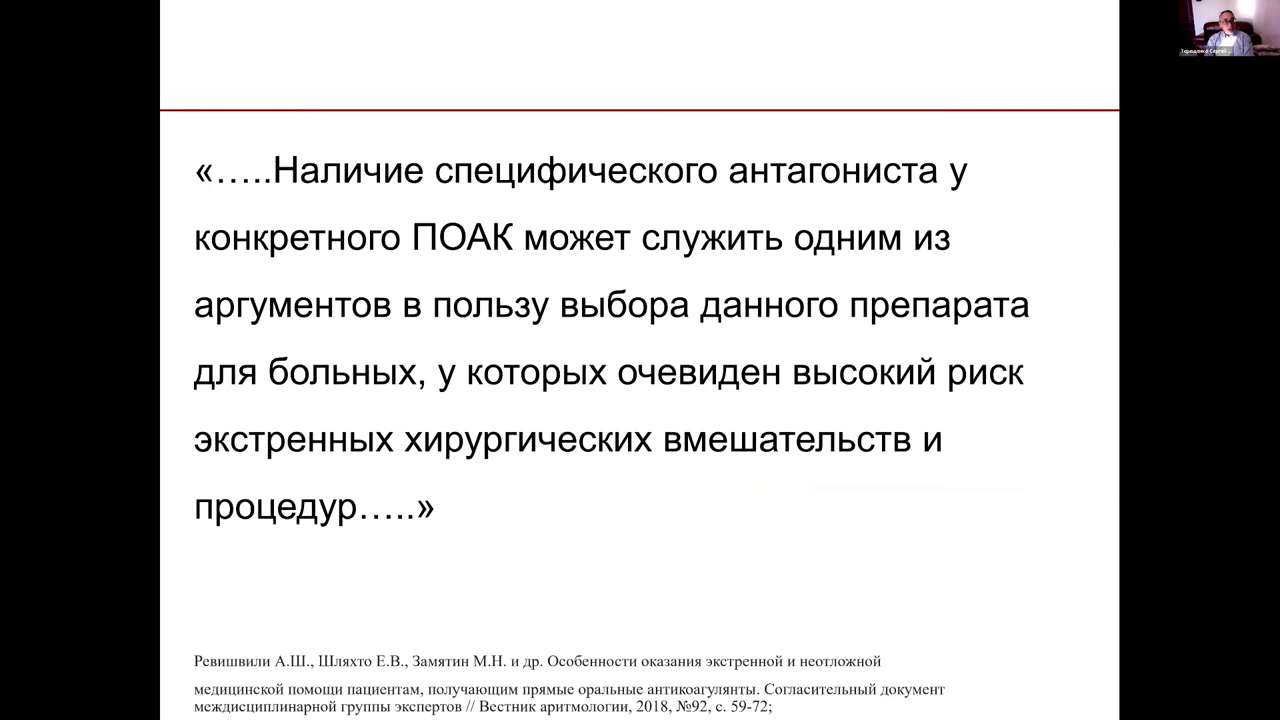 Терещенко Сергей ...
«…..Наличие специфического антагониста у
конкретного ПОАК может служить одним из
аргументов в пользу выбора данного препарата
для больных, у которых очевиден высокий риск
экстренных хирургических вмешательств и
процедур…..»
Ревишвили А.Ш., Шляхто Е.В., Замятин М.Н. и др. Особенности оказания экстренной и неотложной
медицинской помощи пациентам, получающим прямые оральные антикоагулянты. Согласительный документ
междисциплинарной группы экспертов // Вестник аритмологии, 2018, №92, с. 59-72;